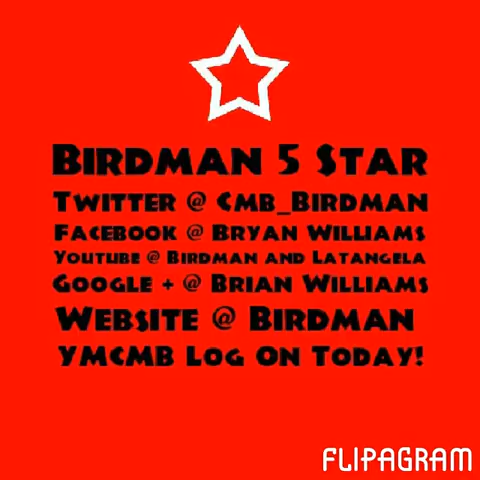 Birdman 5 Star
Twitter @ Cmb_Birdman
Facebook @ Bryan Williams
Youtube @ Birdman and Latangela
Google + @ Brian Williams
Website @ Birdman
YMCMB Log On Today!
FLIPAGRAM